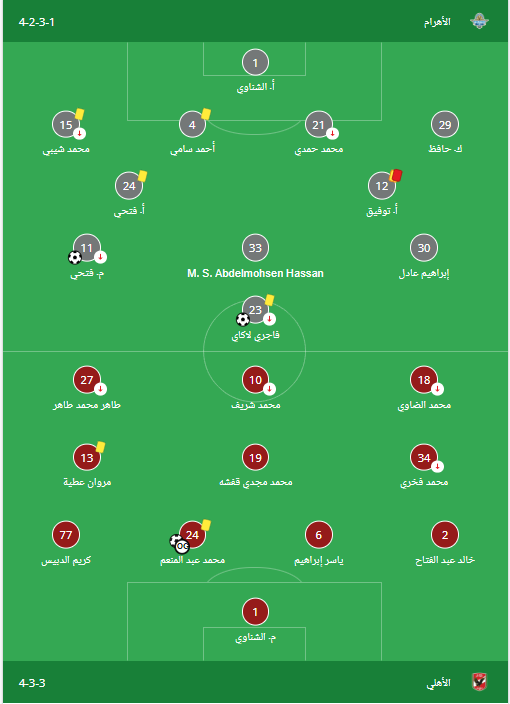 الأهرام 4-2-3-1
1
أ. الشناوي
29 21 4 15
ك. حافظ محمد حمدي أحمد سامي محمد شيبي
12 24
أ. توفيق أ. فتحي
30 33 11
إبراهيم عادل M. S. Abdelmohsen Hassan م. فتحي
23
فاجري لاكاي
18 10 27
محمد الضاوي محمد شريف طاهر محمد طاهر
34 19 13
محمد فخري محمد مجدي قفشه مروان عطية
2 6 24 77
خالد عبد الفتاح ياسر إبراهيم محمد عبد المنعم كريم الدبيس
1
م. الشناوي
الأهلي 4-3-3